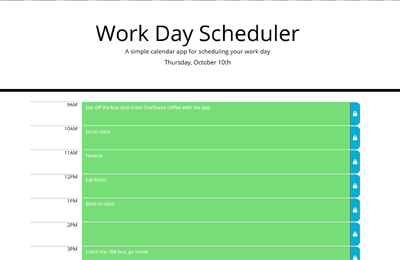 Work Day Scheduler
A simple calendar app for scheduling your work day
Thursday, October 10th
9AM Get off the bus and order Starbucks coffee with the app
10AM Go to class
11AM Node.js
12PM Eat lunch
1PM Back to class
2PM
3PM Catch the 788 bus, go home